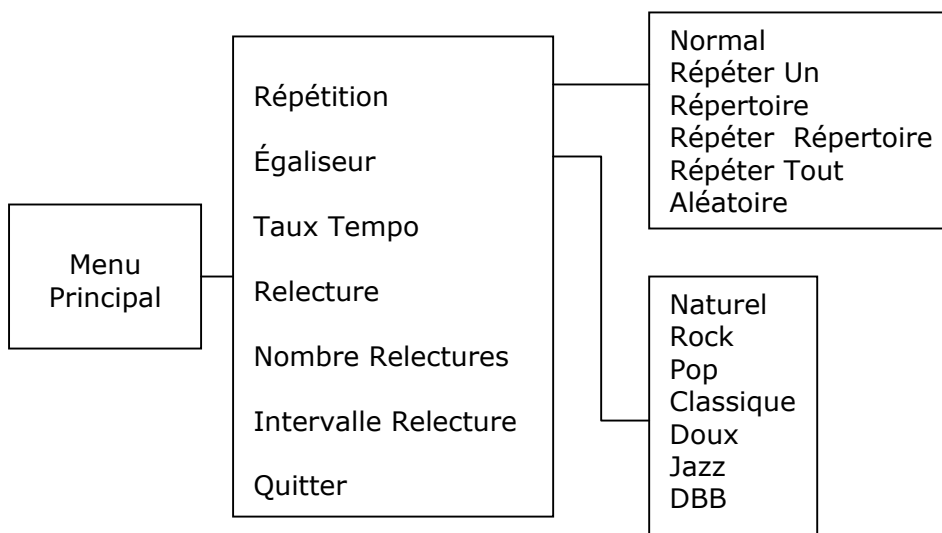 Menu
Principal
Répétition
Égaliseur
Taux Tempo
Relecture
Nombre Relectures
Intervalle Relecture
Quitter
Normal
Répéter Un
Répertoire
Répéter  Répertoire
Répéter Tout
Aléatoire
Naturel
Rock
Pop
Classique
Doux
Jazz
DBB